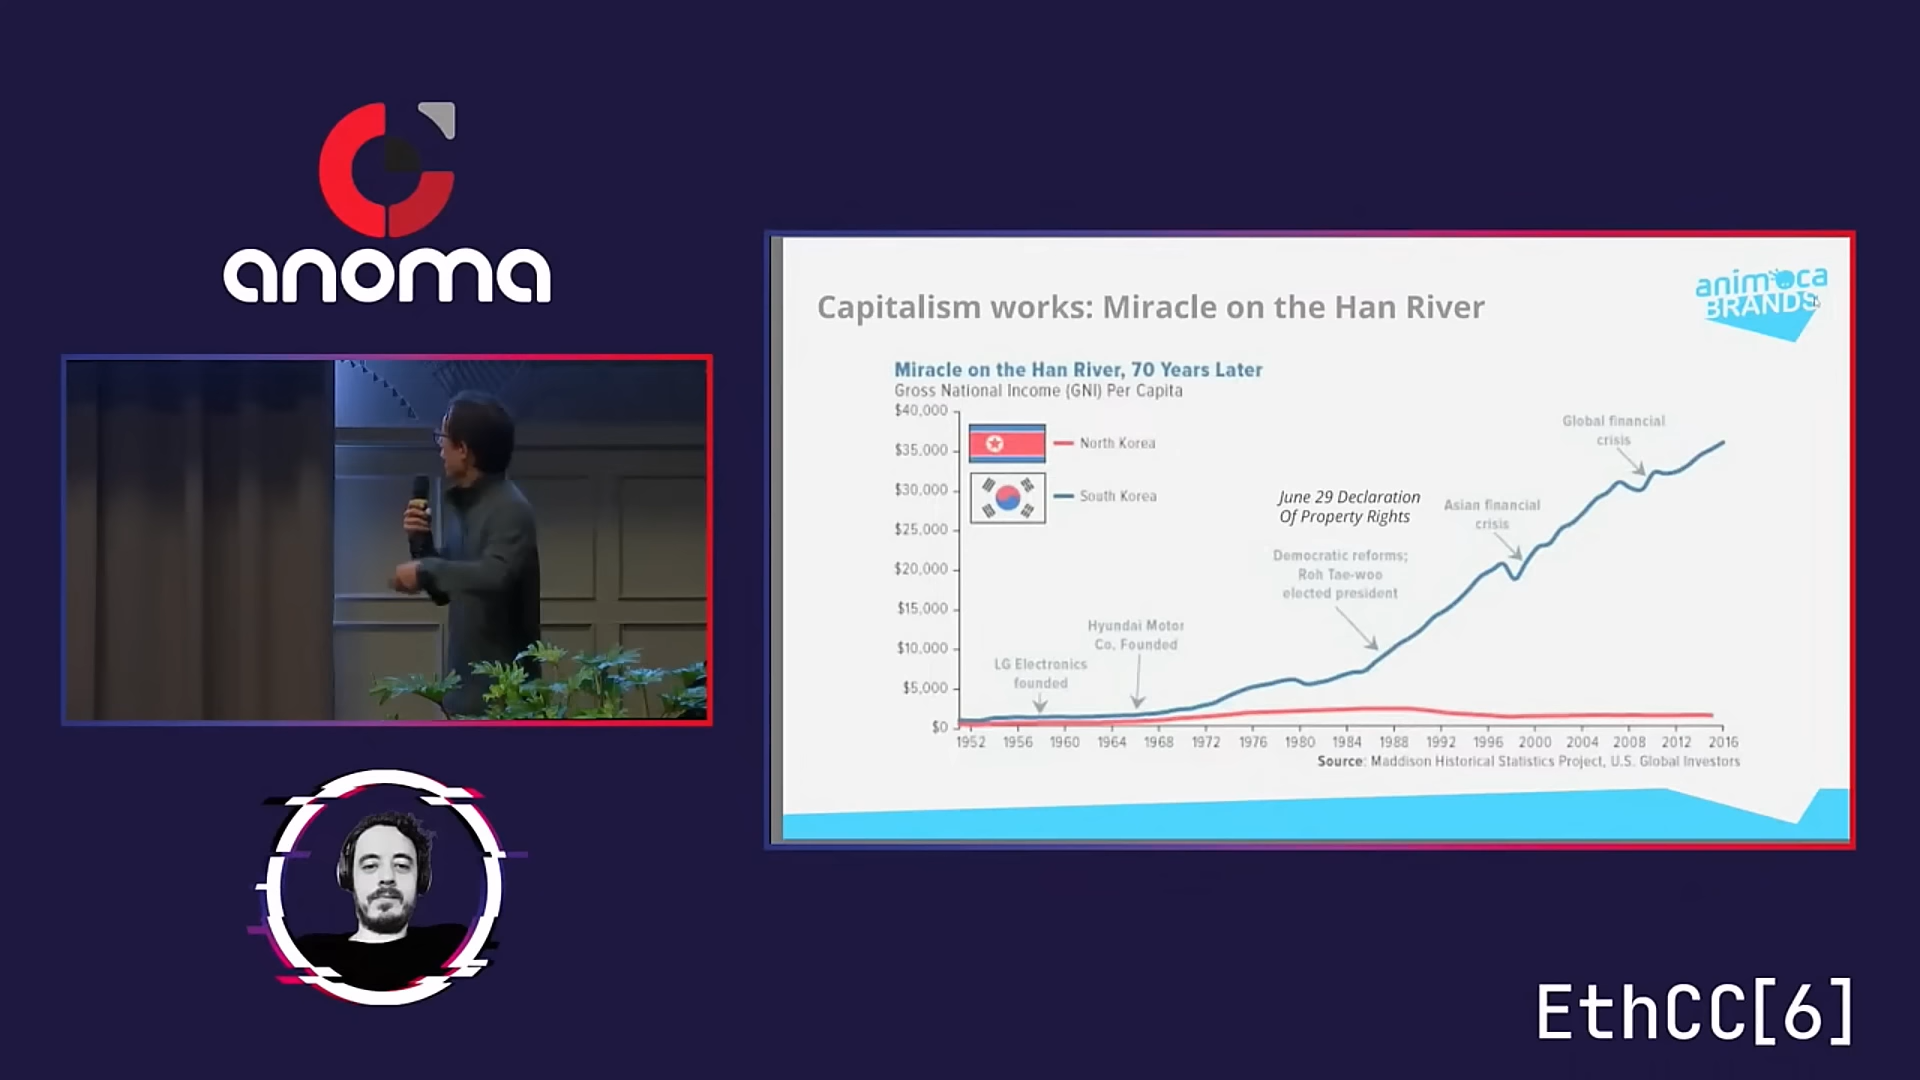 anoma
animoca
BRANDS
Capitalism works: Miracle on the Han River
Miracle on the Han River, 70 Years Later
Gross National Income (GNI) Per Capita
$40,000
$35,000
$30,000
$25,000
$20,000
$15,000
$10,000
$5,000
$0
North Korea
South Korea
LG Electronics
founded
Hyundai Motor
Co. Founded
June 29 Declaration
Of Property Rights
Democratic reforms;
Roh Tae-woo
elected president
Asian financial
crisis
Global financial
crisis
1952 1956 1960 1964 1968 1972 1976 1980 1984 1988 1992 1996 2000 2004 2008 2012 2016
Source: Maddison Historical Statistics Project, U.S. Global Investors
EthCC[6]